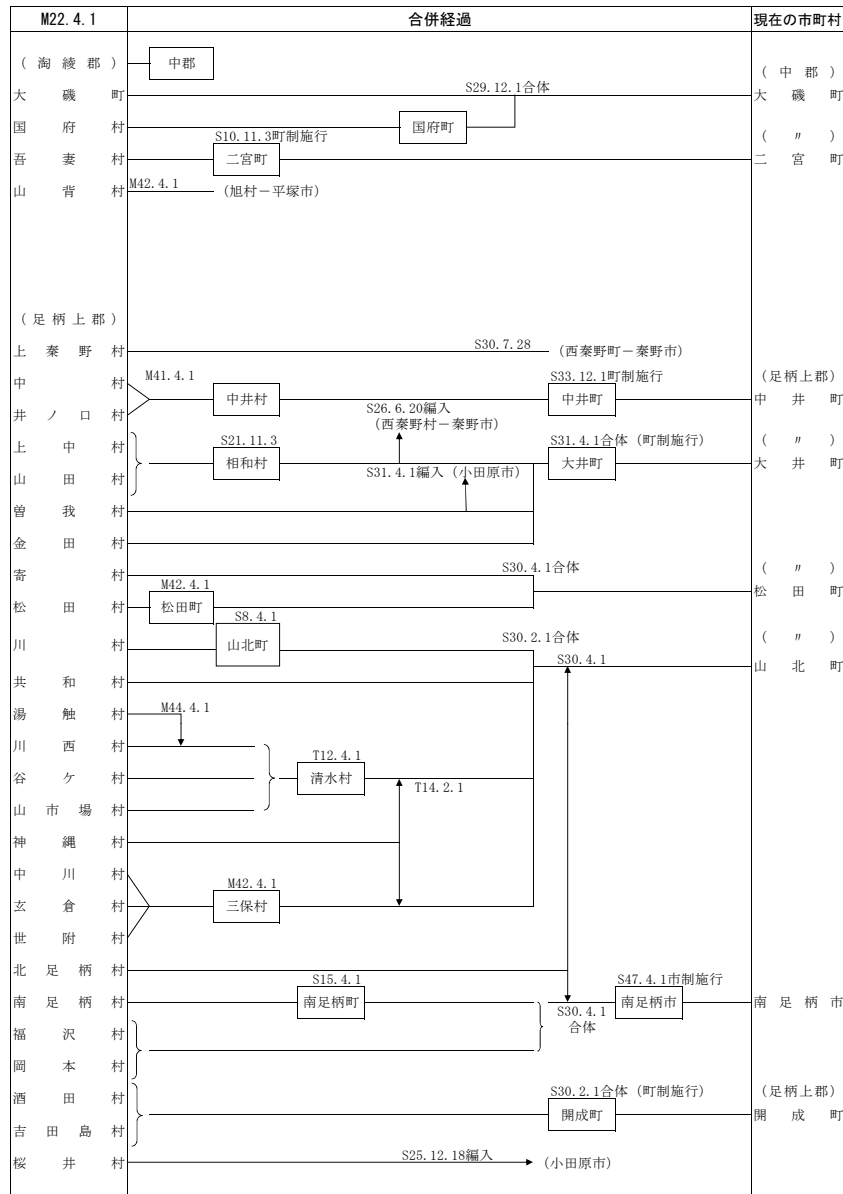 M22.4.1 合併経過 現在の市町村
(淘綾郡) 中郡
(中郡)
大磯町 S29.12.1合体 大磯町
国府村 国府町
S10.11.3町制施行 (〃)
吾妻村 二宮町 二宮町
山背村 M42.4.1 (旭村－平塚市)
(足柄上郡)
上秦野村 S30.7.28 (西秦野町－秦野市)
中村 M41.4.1 S33.12.1町制施行 (足柄上郡)
中井村 中井町 中井町
井ノ口村 S26.6.20編入
(西秦野村－秦野市)
上中村 S21.11.3 S31.4.1合体(町制施行) (〃)
相和村 大井町 大井町
山田村 S31.4.1編入(小田原市)
曽我村
金田村
寄村 S30.4.1合体 (〃)
M42.4.1
松田村 松田町 松田町
S8.4.1
川村 山北町 S30.2.1合体 (〃)
S30.4.1 山北町
共和村
湯触村 M44.4.1
川西村
T12.4.1
谷ケ村 清水村 T14.2.1
山市場村
神縄村
中川村
M42.4.1
玄倉村 三保村
世附村
北足柄村
S15.4.1 S47.4.1市制施行
南足柄村 南足柄町 南足柄市 南足柄市
S30.4.1
合体
福沢村
岡本村
酒田村 S30.2.1合体(町制施行) (足柄上郡)
開成町 開成町
吉田島村
桜井村 S25.12.18編入 (小田原市)